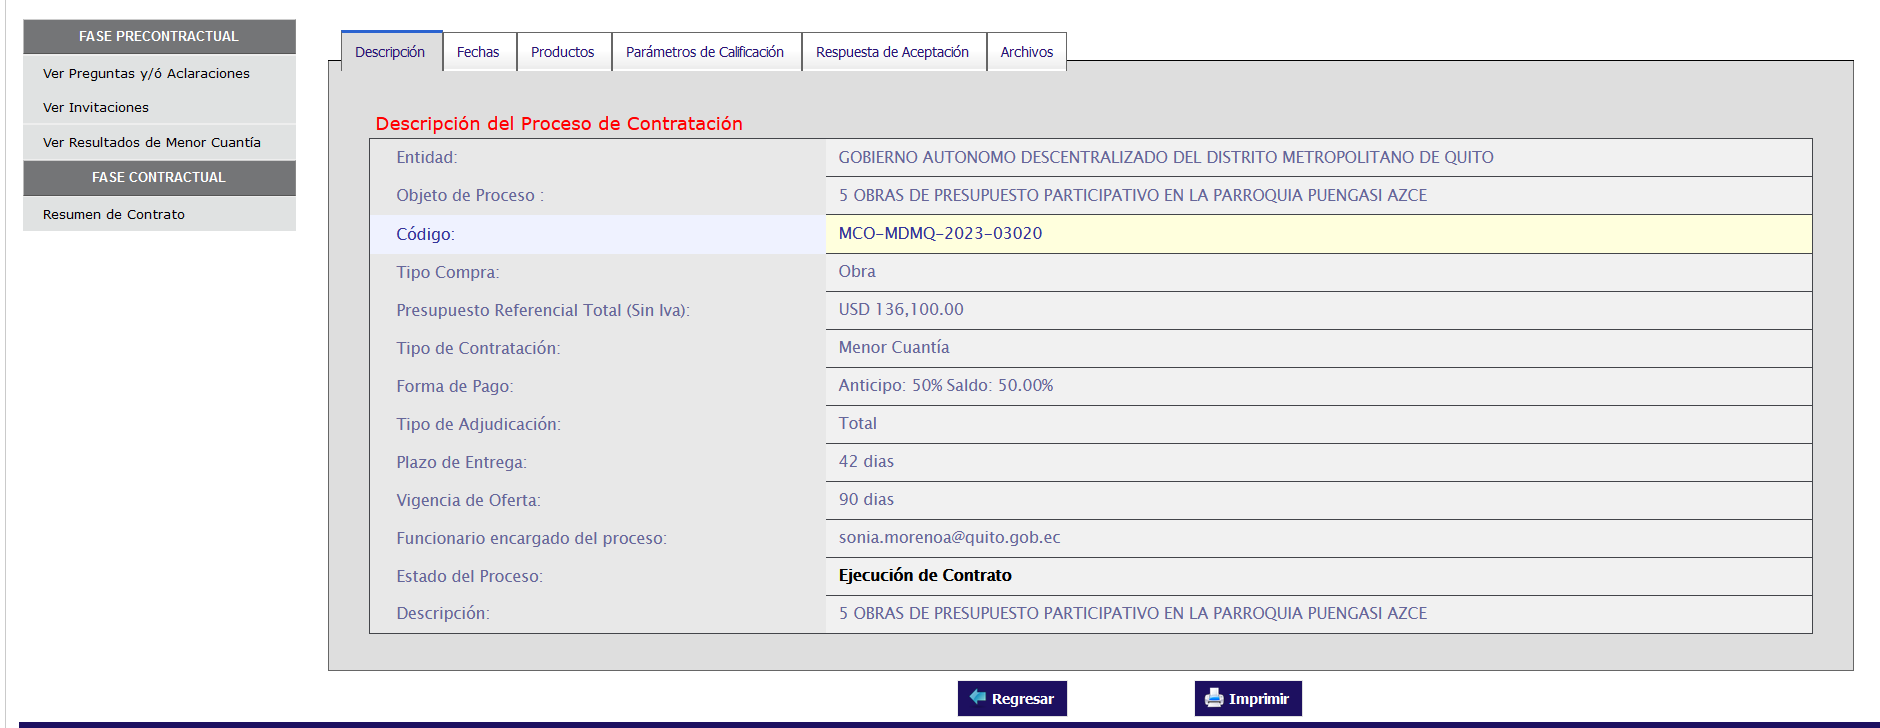 FASE PRECONTRACTUAL
Ver Preguntas y/ó Aclaraciones
Ver Invitaciones
Ver Resultados de Menor Cuantía
FASE CONTRACTUAL
Resumen de Contrato
Descripción Fechas Productos Parámetros de Calificación Respuesta de Aceptación Archivos
Descripción del Proceso de Contratación
Entidad: GOBIERNO AUTONOMO DESCENTRALIZADO DEL DISTRITO METROPOLITANO DE QUITO
Objeto de Proceso : 5 OBRAS DE PRESUPUESTO PARTICIPATIVO EN LA PARROQUIA PUENGASI AZCE
Código: MCO-MDMQ-2023-03020
Tipo Compra: Obra
Presupuesto Referencial Total (Sin Iva): USD 136,100.00
Tipo de Contratación: Menor Cuantía
Forma de Pago: Anticipo: 50% Saldo: 50.00%
Tipo de Adjudicación: Total
Plazo de Entrega: 42 dias
Vigencia de Oferta: 90 dias
Funcionario encargado del proceso: sonia.morenoa@quito.gob.ec
Estado del Proceso: Ejecución de Contrato
Descripción: 5 OBRAS DE PRESUPUESTO PARTICIPATIVO EN LA PARROQUIA PUENGASI AZCE
Regresar Imprimir